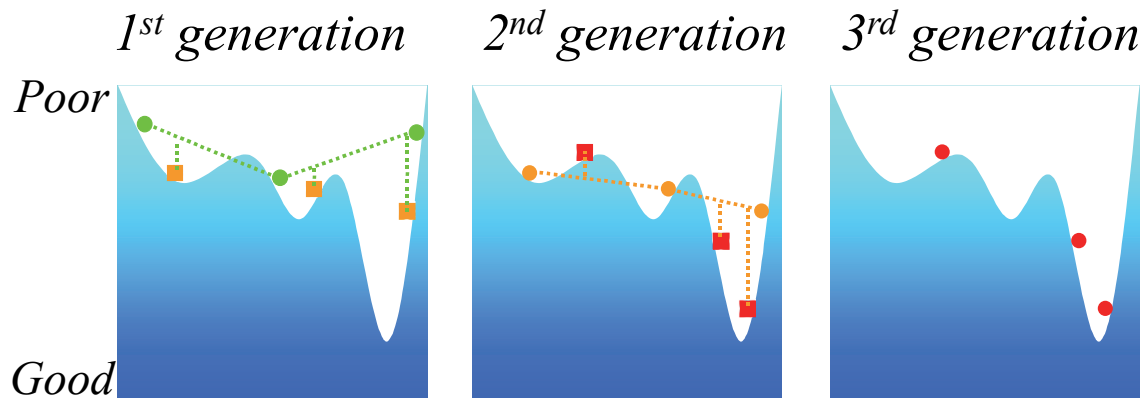 1st generation
2nd generation
3rd generation
Poor
Good